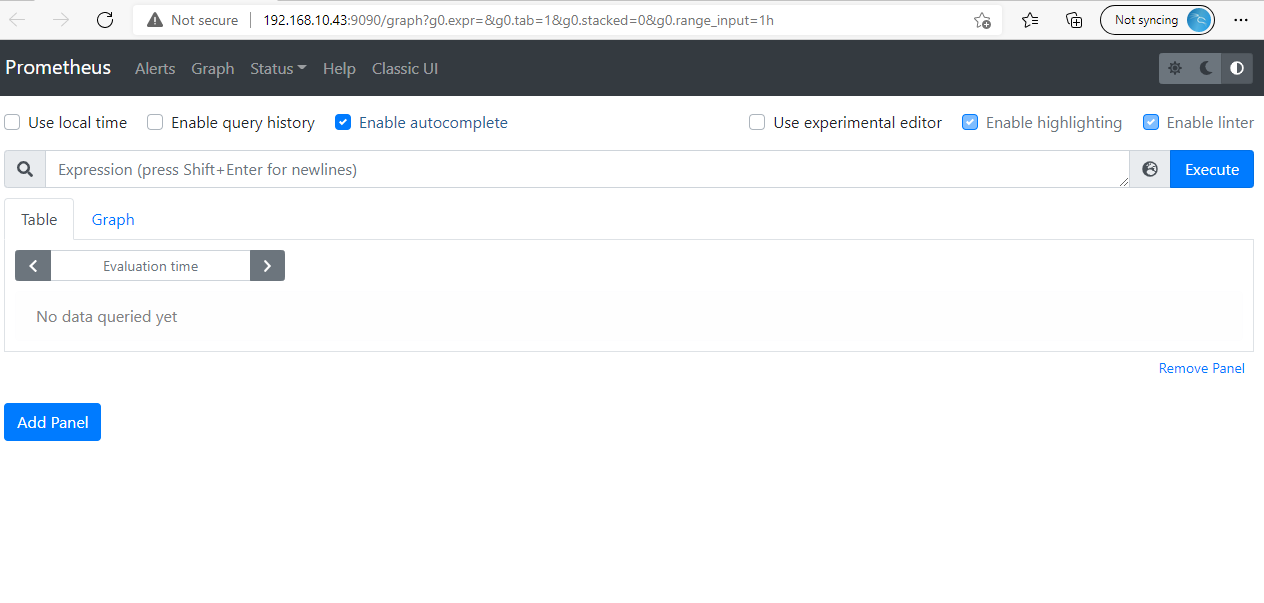 Not secure 192.168.10.43:9090/graph?g0.expr=&g0.tab=1&g0.stacked=0&g0.range_input=1h Not syncing
Prometheus Alerts Graph Status Help Classic UI
Use local time Enable query history Enable autocomplete Use experimental editor Enable highlighting Enable linter
Expression (press Shift+Enter for newlines) Execute
Table Graph
Evaluation time
No data queried yet
Remove Panel
Add Panel